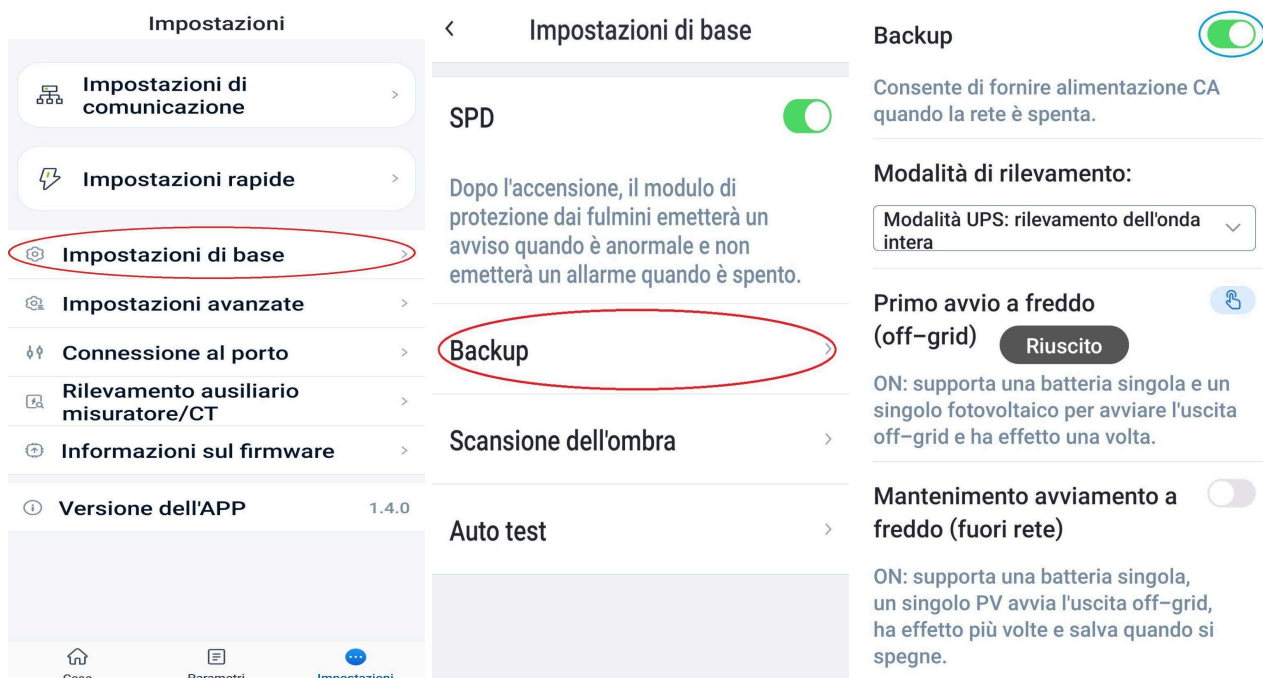 Impostazioni
Impostazioni di
comunicazione
Impostazioni rapide
Impostazioni di base
Impostazioni avanzate
Connessione al porto
Rilevamento ausiliario
misuratore/CT
Informazioni sul firmware
Versione dell'APP 1.4.0
Impostazioni di base
SPD
Dopo l'accensione, il modulo di
protezione dai fulmini emetterà un
avviso quando è anormale e non
emetterà un allarme quando è spento.
Backup
Scansione dell'ombra
Auto test
Backup
Consente di fornire alimentazione CA
quando la rete è spenta.
Modalità di rilevamento:
Modalità UPS: rilevamento dell'onda
intera
Primo avvio a freddo
(off-grid)
Riuscito
ON: supporta una batteria singola e un
singolo fotovoltaico per avviare l'uscita
off-grid e ha effetto una volta.
Mantenimento avviamento a
freddo (fuori rete)
ON: supporta una batteria singola,
un singolo PV avvia l'uscita off-grid,
ha effetto più volte e salva quando si
spegne.